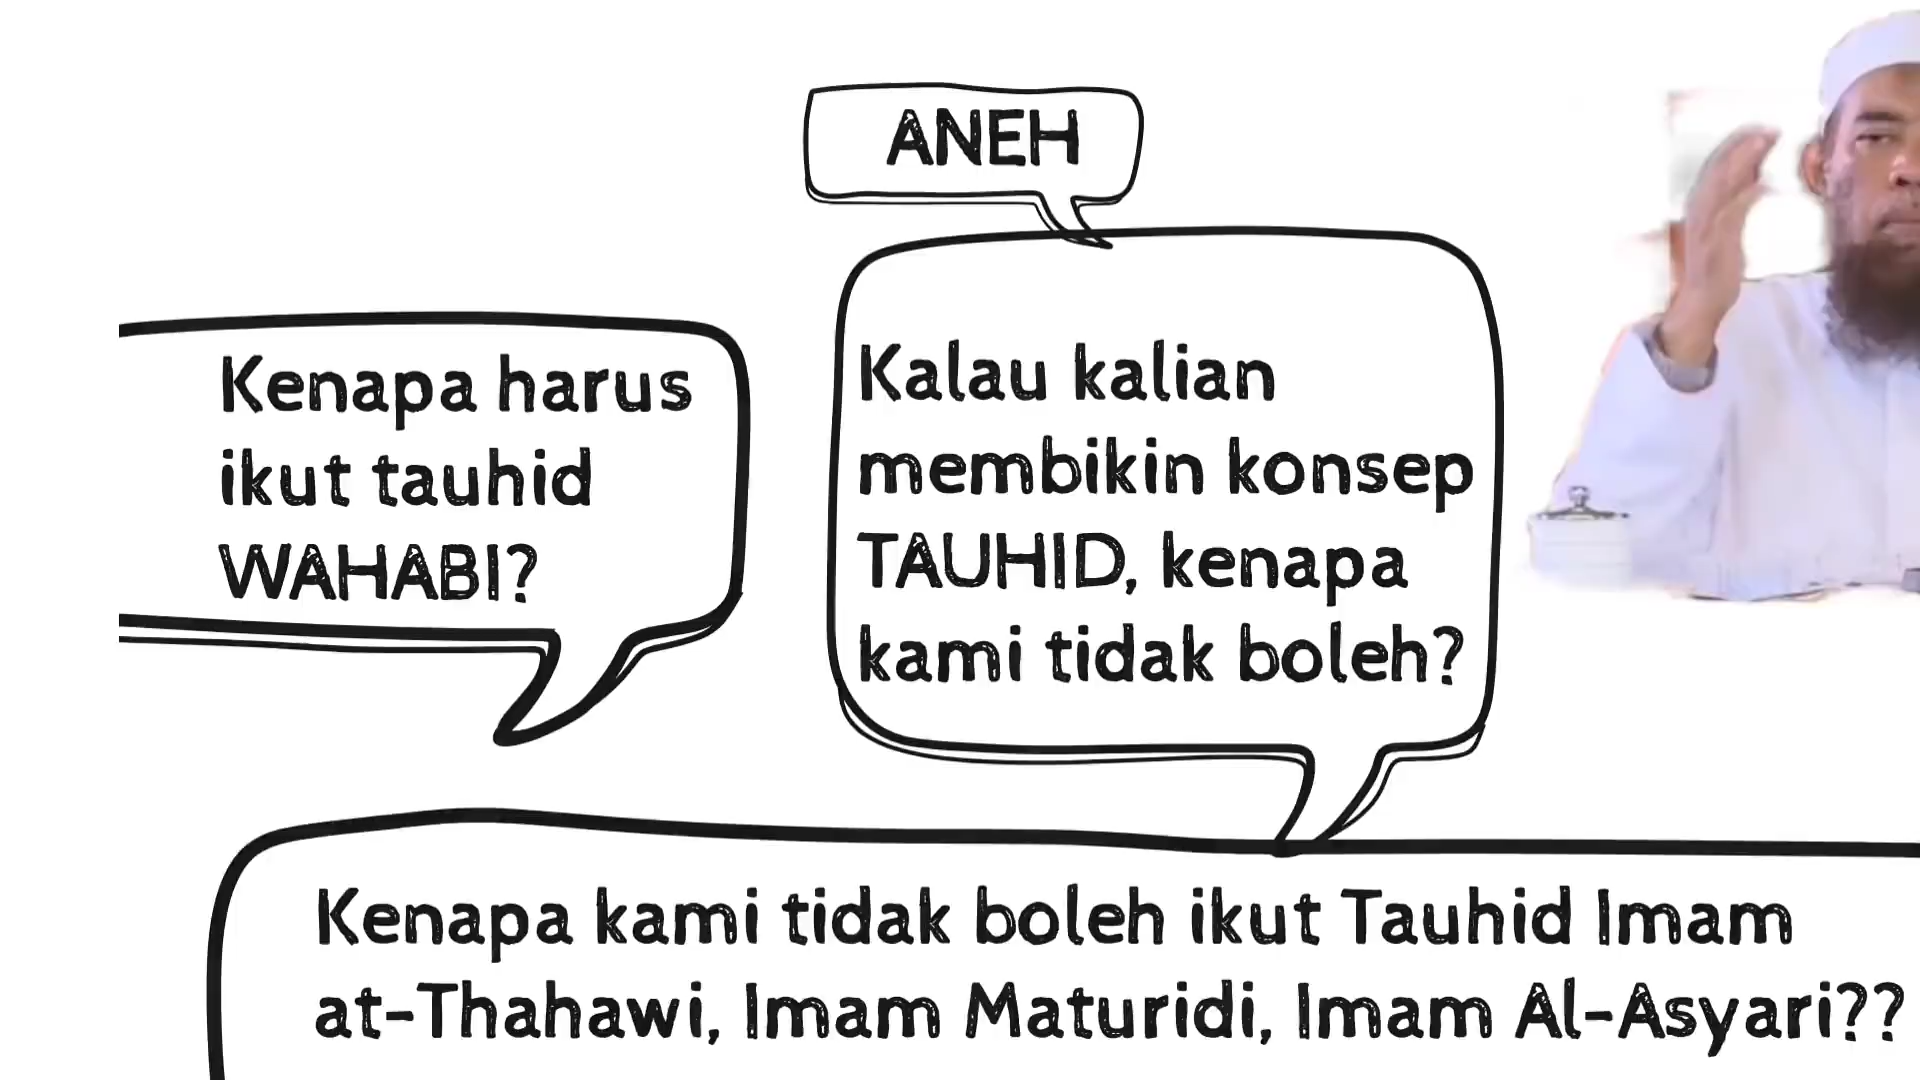 ANEH
Kenapa harus
ikut tauhid
WAHABI?
Kalau kalian
membikin konsep
TAUHID, kenapa
kami tidak boleh?
Kenapa kami tidak boleh ikut Tauhid Imam
at-Thahawi, Imam Maturidi, Imam Al-Asyari??